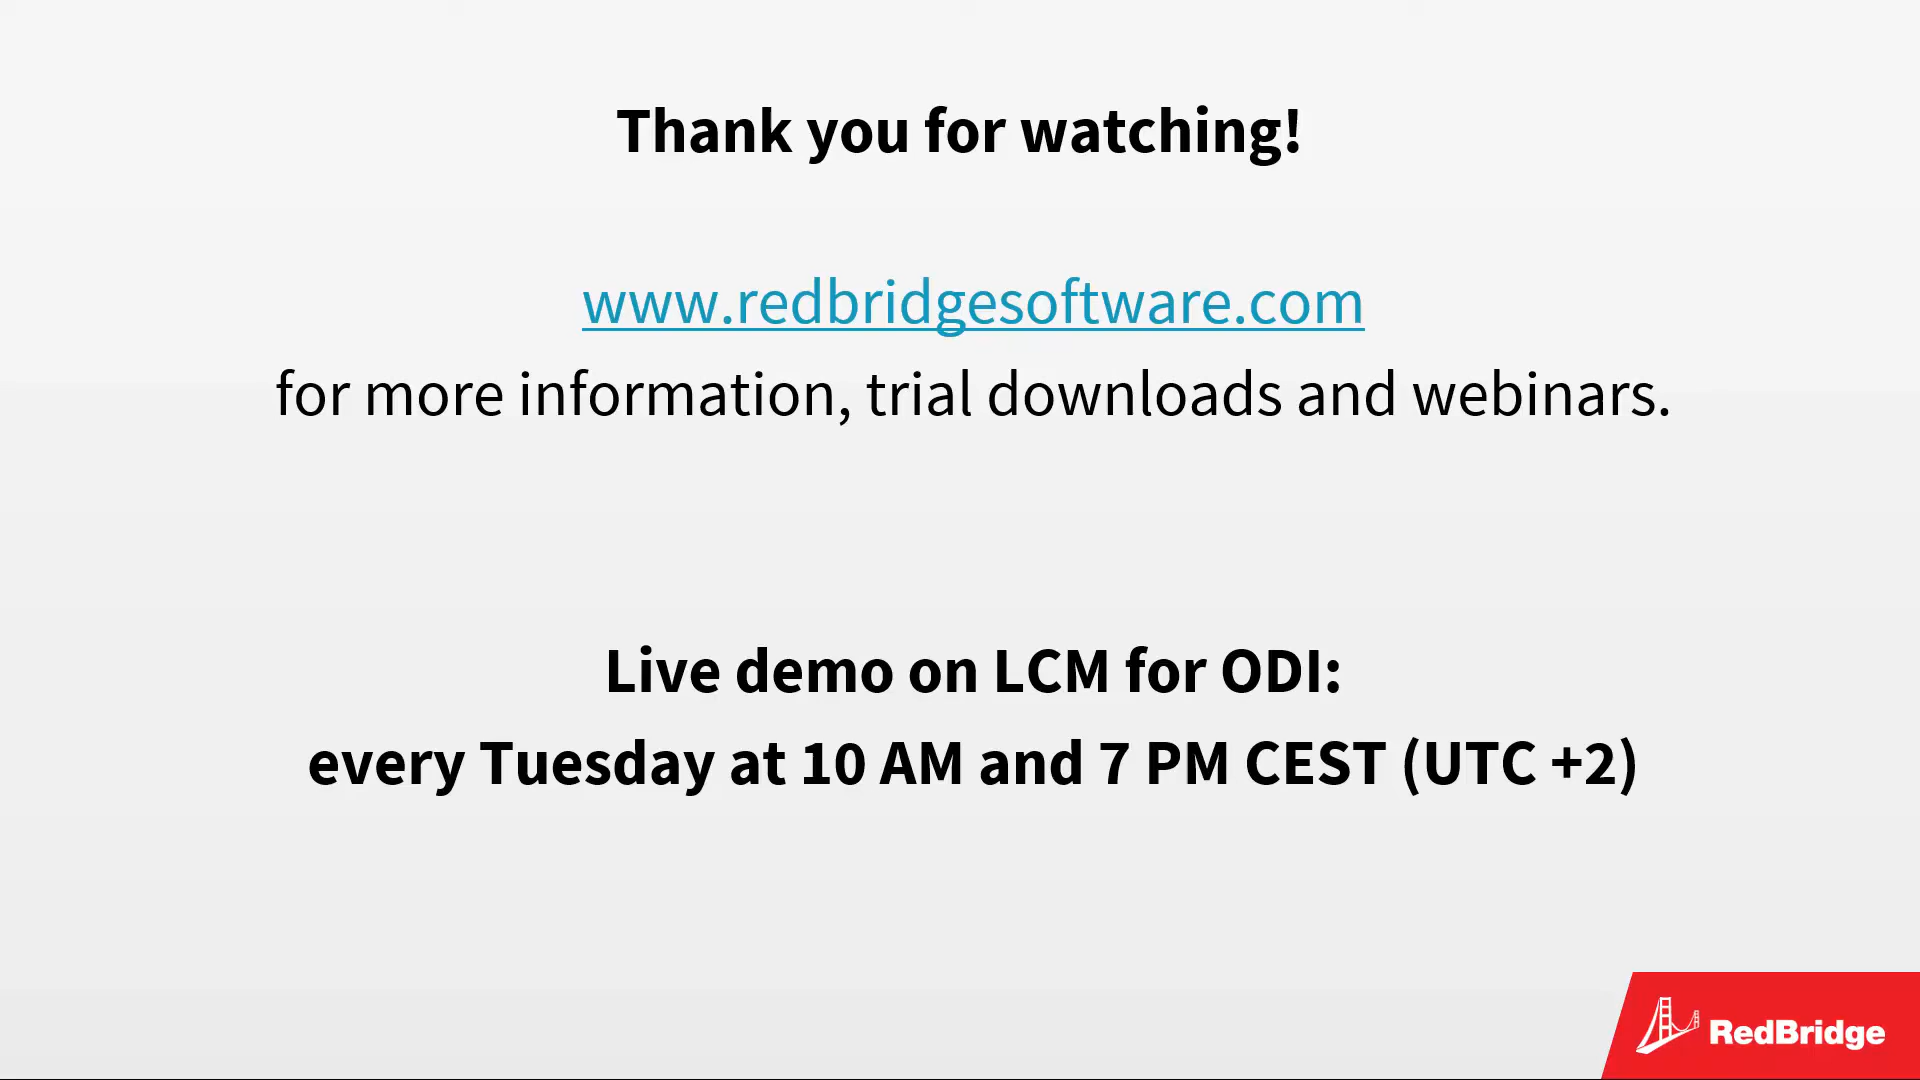 Thank you for watching!
www.redbridgesoftware.com
for more information, trial downloads and webinars.
Live demo on LCM for ODI:
every Tuesday at 10 AM and 7 PM CEST (UTC +2)
RedBridge